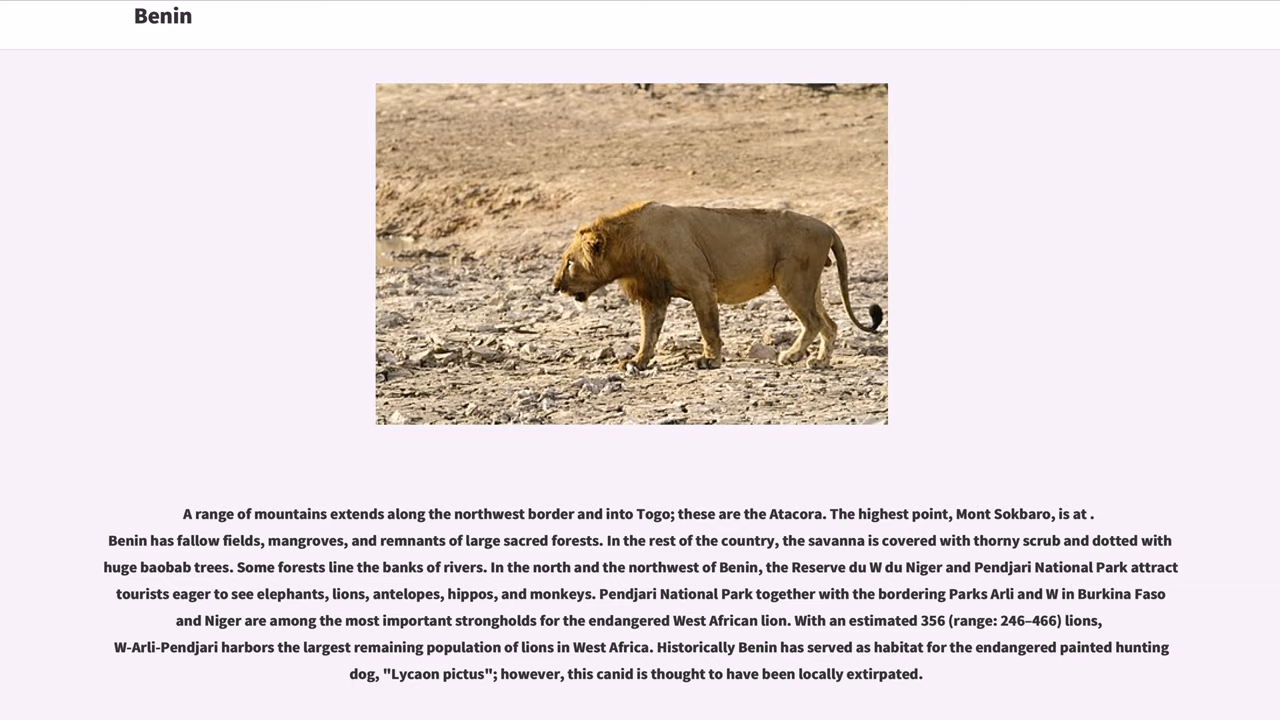 Benin
A range of mountains extends along the northwest border and into Togo; these are the Atacora. The highest point, Mont Sokbaro, is at .
Benin has fallow fields, mangroves, and remnants of large sacred forests. In the rest of the country, the savanna is covered with thorny scrub and dotted with
huge baobab trees. Some forests line the banks of rivers. In the north and the northwest of Benin, the Reserve du W du Niger and Pendjari National Park attract
tourists eager to see elephants, lions, antelopes, hippos, and monkeys. Pendjari National Park together with the bordering Parks Arli and W in Burkina Faso
and Niger are among the most important strongholds for the endangered West African lion. With an estimated 356 (range: 246–466) lions,
W-Arli-Pendjari harbors the largest remaining population of lions in West Africa. Historically Benin has served as habitat for the endangered painted hunting
dog, "Lycaon pictus"; however, this canid is thought to have been locally extirpated.